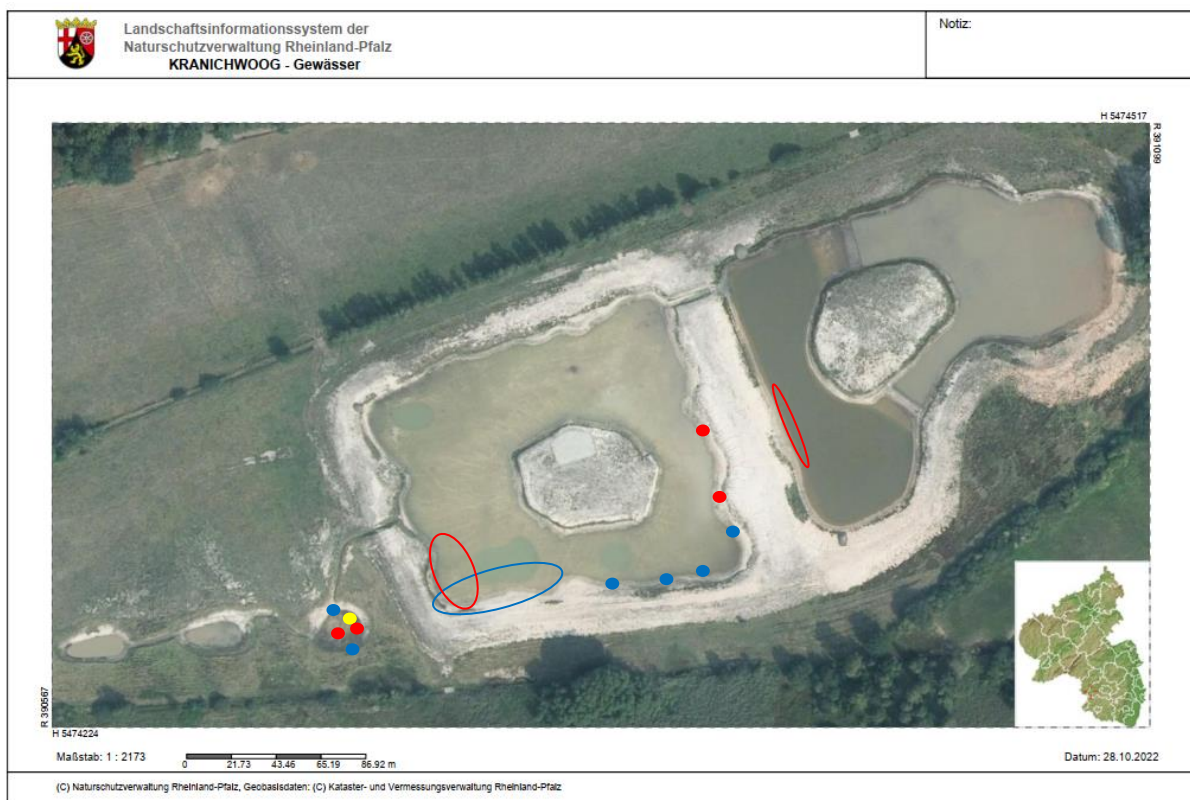 Landschaftsinformationssystem der
Naturschutzverwaltung Rheinland-Pfalz
KRANICHWOOG - Gewässer
Notiz:
H 5474517
R 391099
R 390567
H 5474224
Maßstab: 1 : 2173
0 21.73 43.46 65.19 86.92 m
Datum: 28.10.2022
(C) Naturschutzverwaltung Rheinland-Pfalz, Geobasisdaten: (C) Kataster- und Vermessungsverwaltung Rheinland-Pfalz